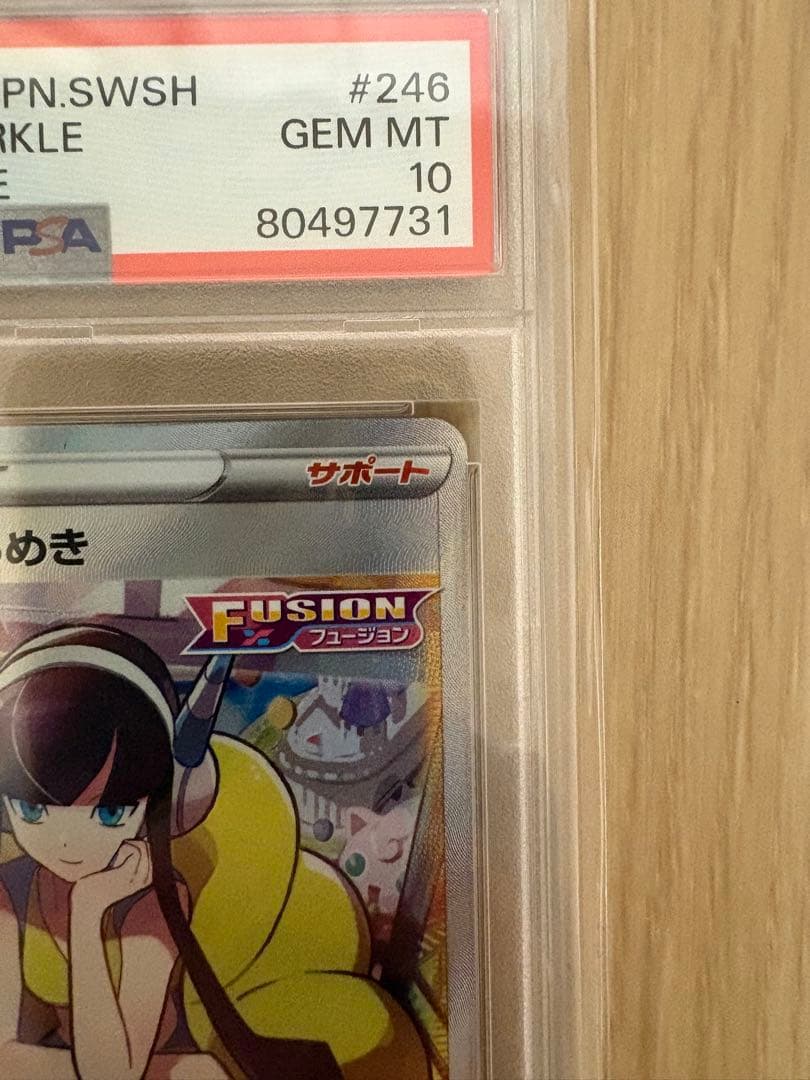 PN.SWSH #246
RKLE GEM MT
E 10
PSA 80497731
サポート
めき
FUSION
フュージョン